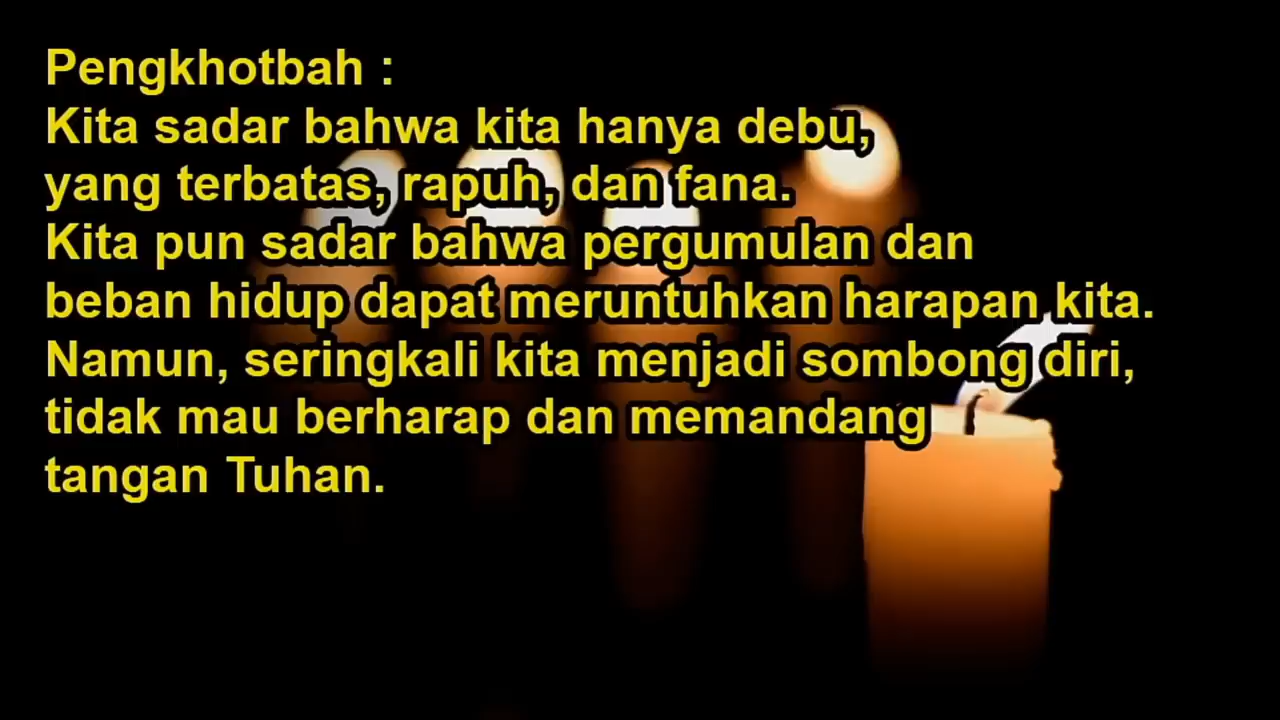 Pengkhotbah :
Kita sadar bahwa kita hanya debu,
yang terbatas, rapuh, dan fana.
Kita pun sadar bahwa pergumulan dan
beban hidup dapat meruntuhkan harapan kita.
Namun, seringkali kita menjadi sombong diri,
tidak mau berharap dan memandang
tangan Tuhan.